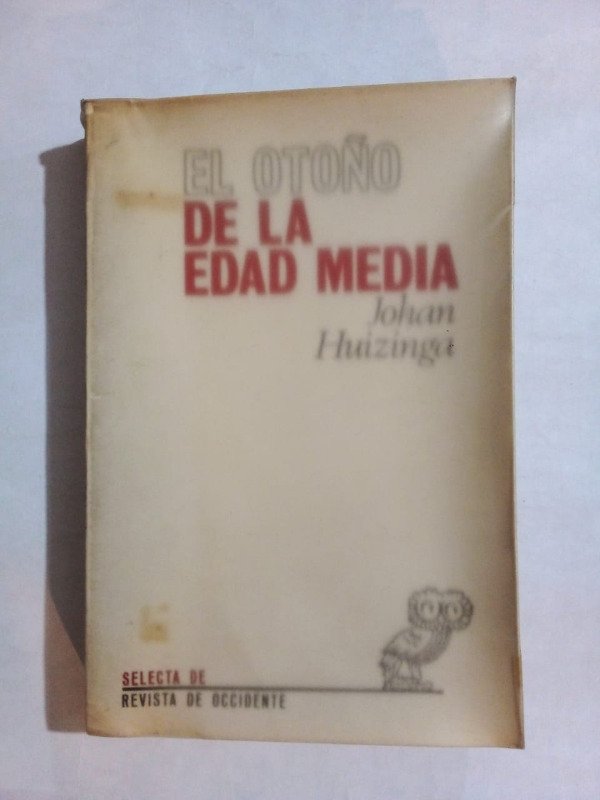 EL OTOÑO
DE LA
EDAD MEDIA
Johan
Huizinga
SELECTA DE
REVISTA DE OCCIDENTE